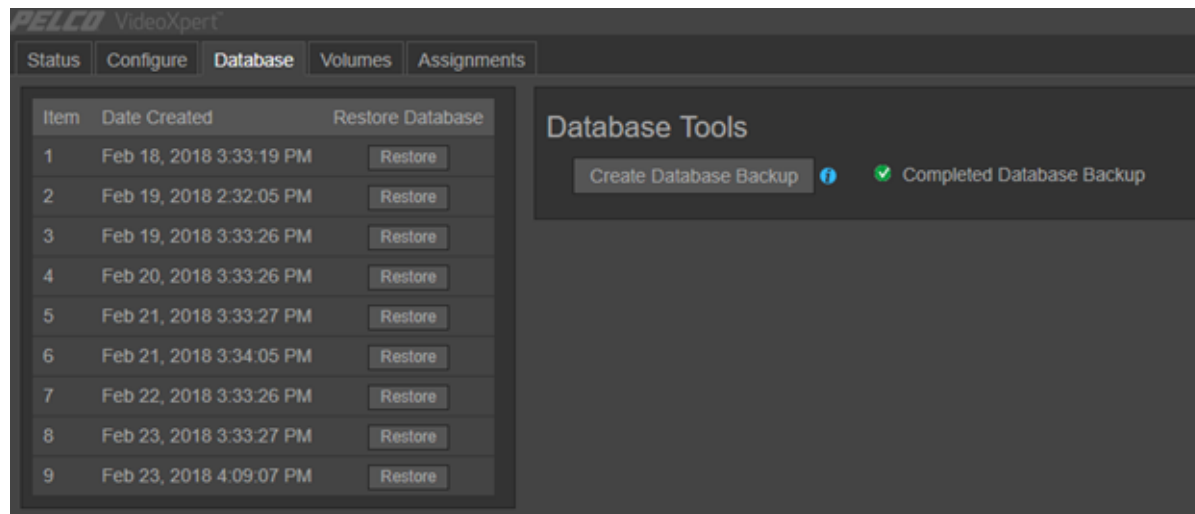 PELCO VideoXpert™
Status Configure Database Volumes Assignments
Item Date Created Restore Database
1 Feb 18, 2018 3:33:19 PM Restore
2 Feb 19, 2018 2:32:05 PM Restore
3 Feb 19, 2018 3:33:26 PM Restore
4 Feb 20, 2018 3:33:26 PM Restore
5 Feb 21, 2018 3:33:27 PM Restore
6 Feb 21, 2018 3:34:05 PM Restore
7 Feb 22, 2018 3:33:26 PM Restore
8 Feb 23, 2018 3:33:27 PM Restore
9 Feb 23, 2018 4:09:07 PM Restore
Database Tools
Create Database Backup i Completed Database Backup